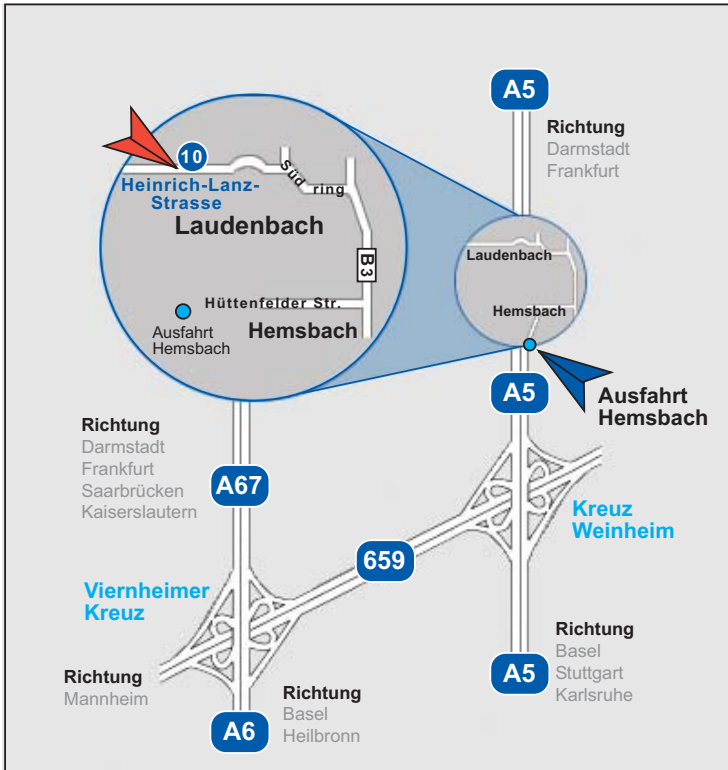 A5
Richtung
Darmstadt
Frankfurt
10
Heinrich-Lanz-
Strasse
Süd ring
Laudenbach
B3
Hüttenfelder Str.
Hemsbach
Ausfahrt
Hemsbach
Laudenbach
Hemsbach
A5
Ausfahrt
Hemsbach
Richtung
Darmstadt
Frankfurt
Saarbrücken
Kaiserslautern
A67
Kreuz
Weinheim
659
Viernheimer
Kreuz
Richtung
Mannheim
A6
Richtung
Basel
Heilbronn
A5
Richtung
Basel
Stuttgart
Karlsruhe